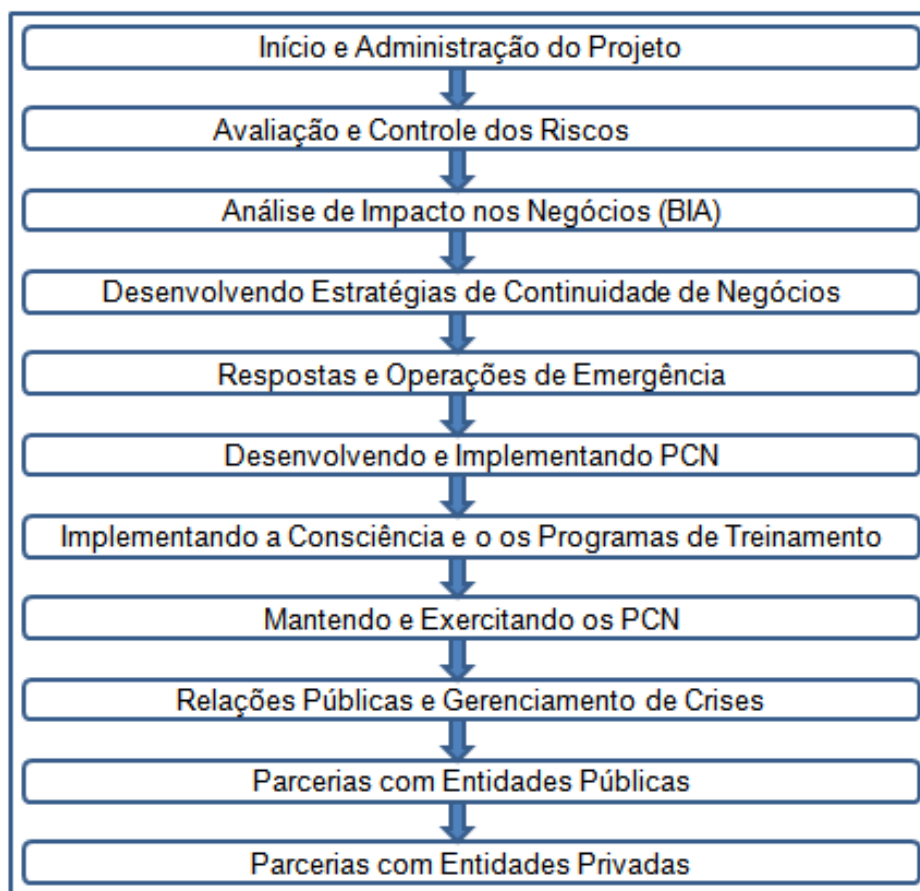 Início e Administração do Projeto
Avaliação e Controle dos Riscos
Análise de Impacto nos Negócios (BIA)
Desenvolvendo Estratégias de Continuidade de Negócios
Respostas e Operações de Emergência
Desenvolvendo e Implementando PCN
Implementando a Consciência e o os Programas de Treinamento
Mantendo e Exercitando os PCN
Relações Públicas e Gerenciamento de Crises
Parcerias com Entidades Públicas
Parcerias com Entidades Privadas